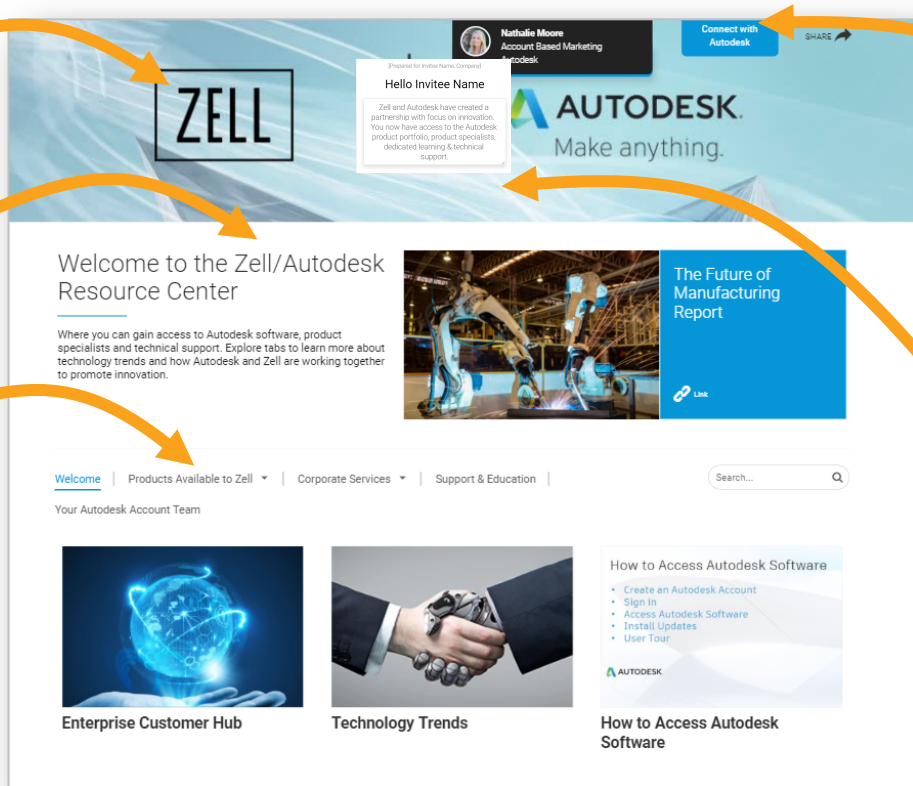 Nathalie Moore
Account Based Marketing
Autodesk
Connect with
Autodesk
SHARE
ZELL
[Prepared for Invitee Name, Company]
Hello Invitee Name
Zell and Autodesk have created a
partnership with focus on innovation.
You now have access to the Autodesk
product portfolio, product specialists,
dedicated learning & technical
support.
AUTODESK.
Make anything.
Welcome to the Zell/Autodesk
Resource Center
Where you can gain access to Autodesk software, product
specialists and technical support. Explore tabs to learn more about
technology trends and how Autodesk and Zell are working together
to promote innovation.
The Future of
Manufacturing
Report
Link
Welcome | Products Available to Zell | Corporate Services | Support & Education |
Search...
Your Autodesk Account Team
How to Access Autodesk Software
• Create an Autodesk Account
• Sign In
• Access Autodesk Software
• Install Updates
• User Tour
AUTODESK
Enterprise Customer Hub
Technology Trends
How to Access Autodesk
Software